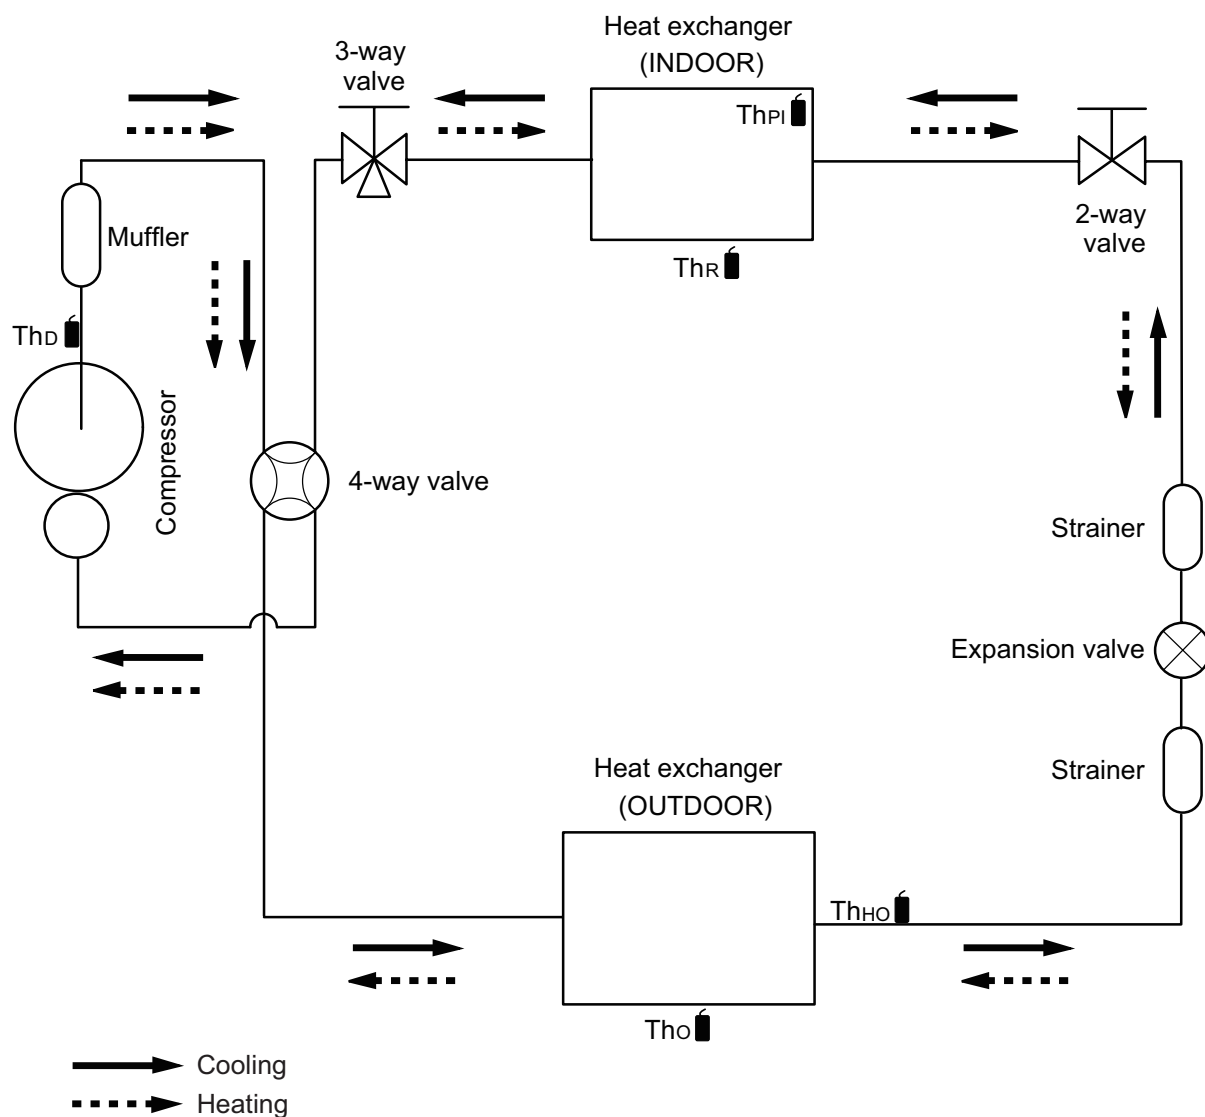 Heat exchanger
(INDOOR)
3-way
valve
ThPI
Muffler
2-way
valve
ThR
ThD
Compressor
4-way valve
Strainer
Expansion valve
Heat exchanger
(OUTDOOR)
Strainer
ThHO
ThO
Cooling
Heating